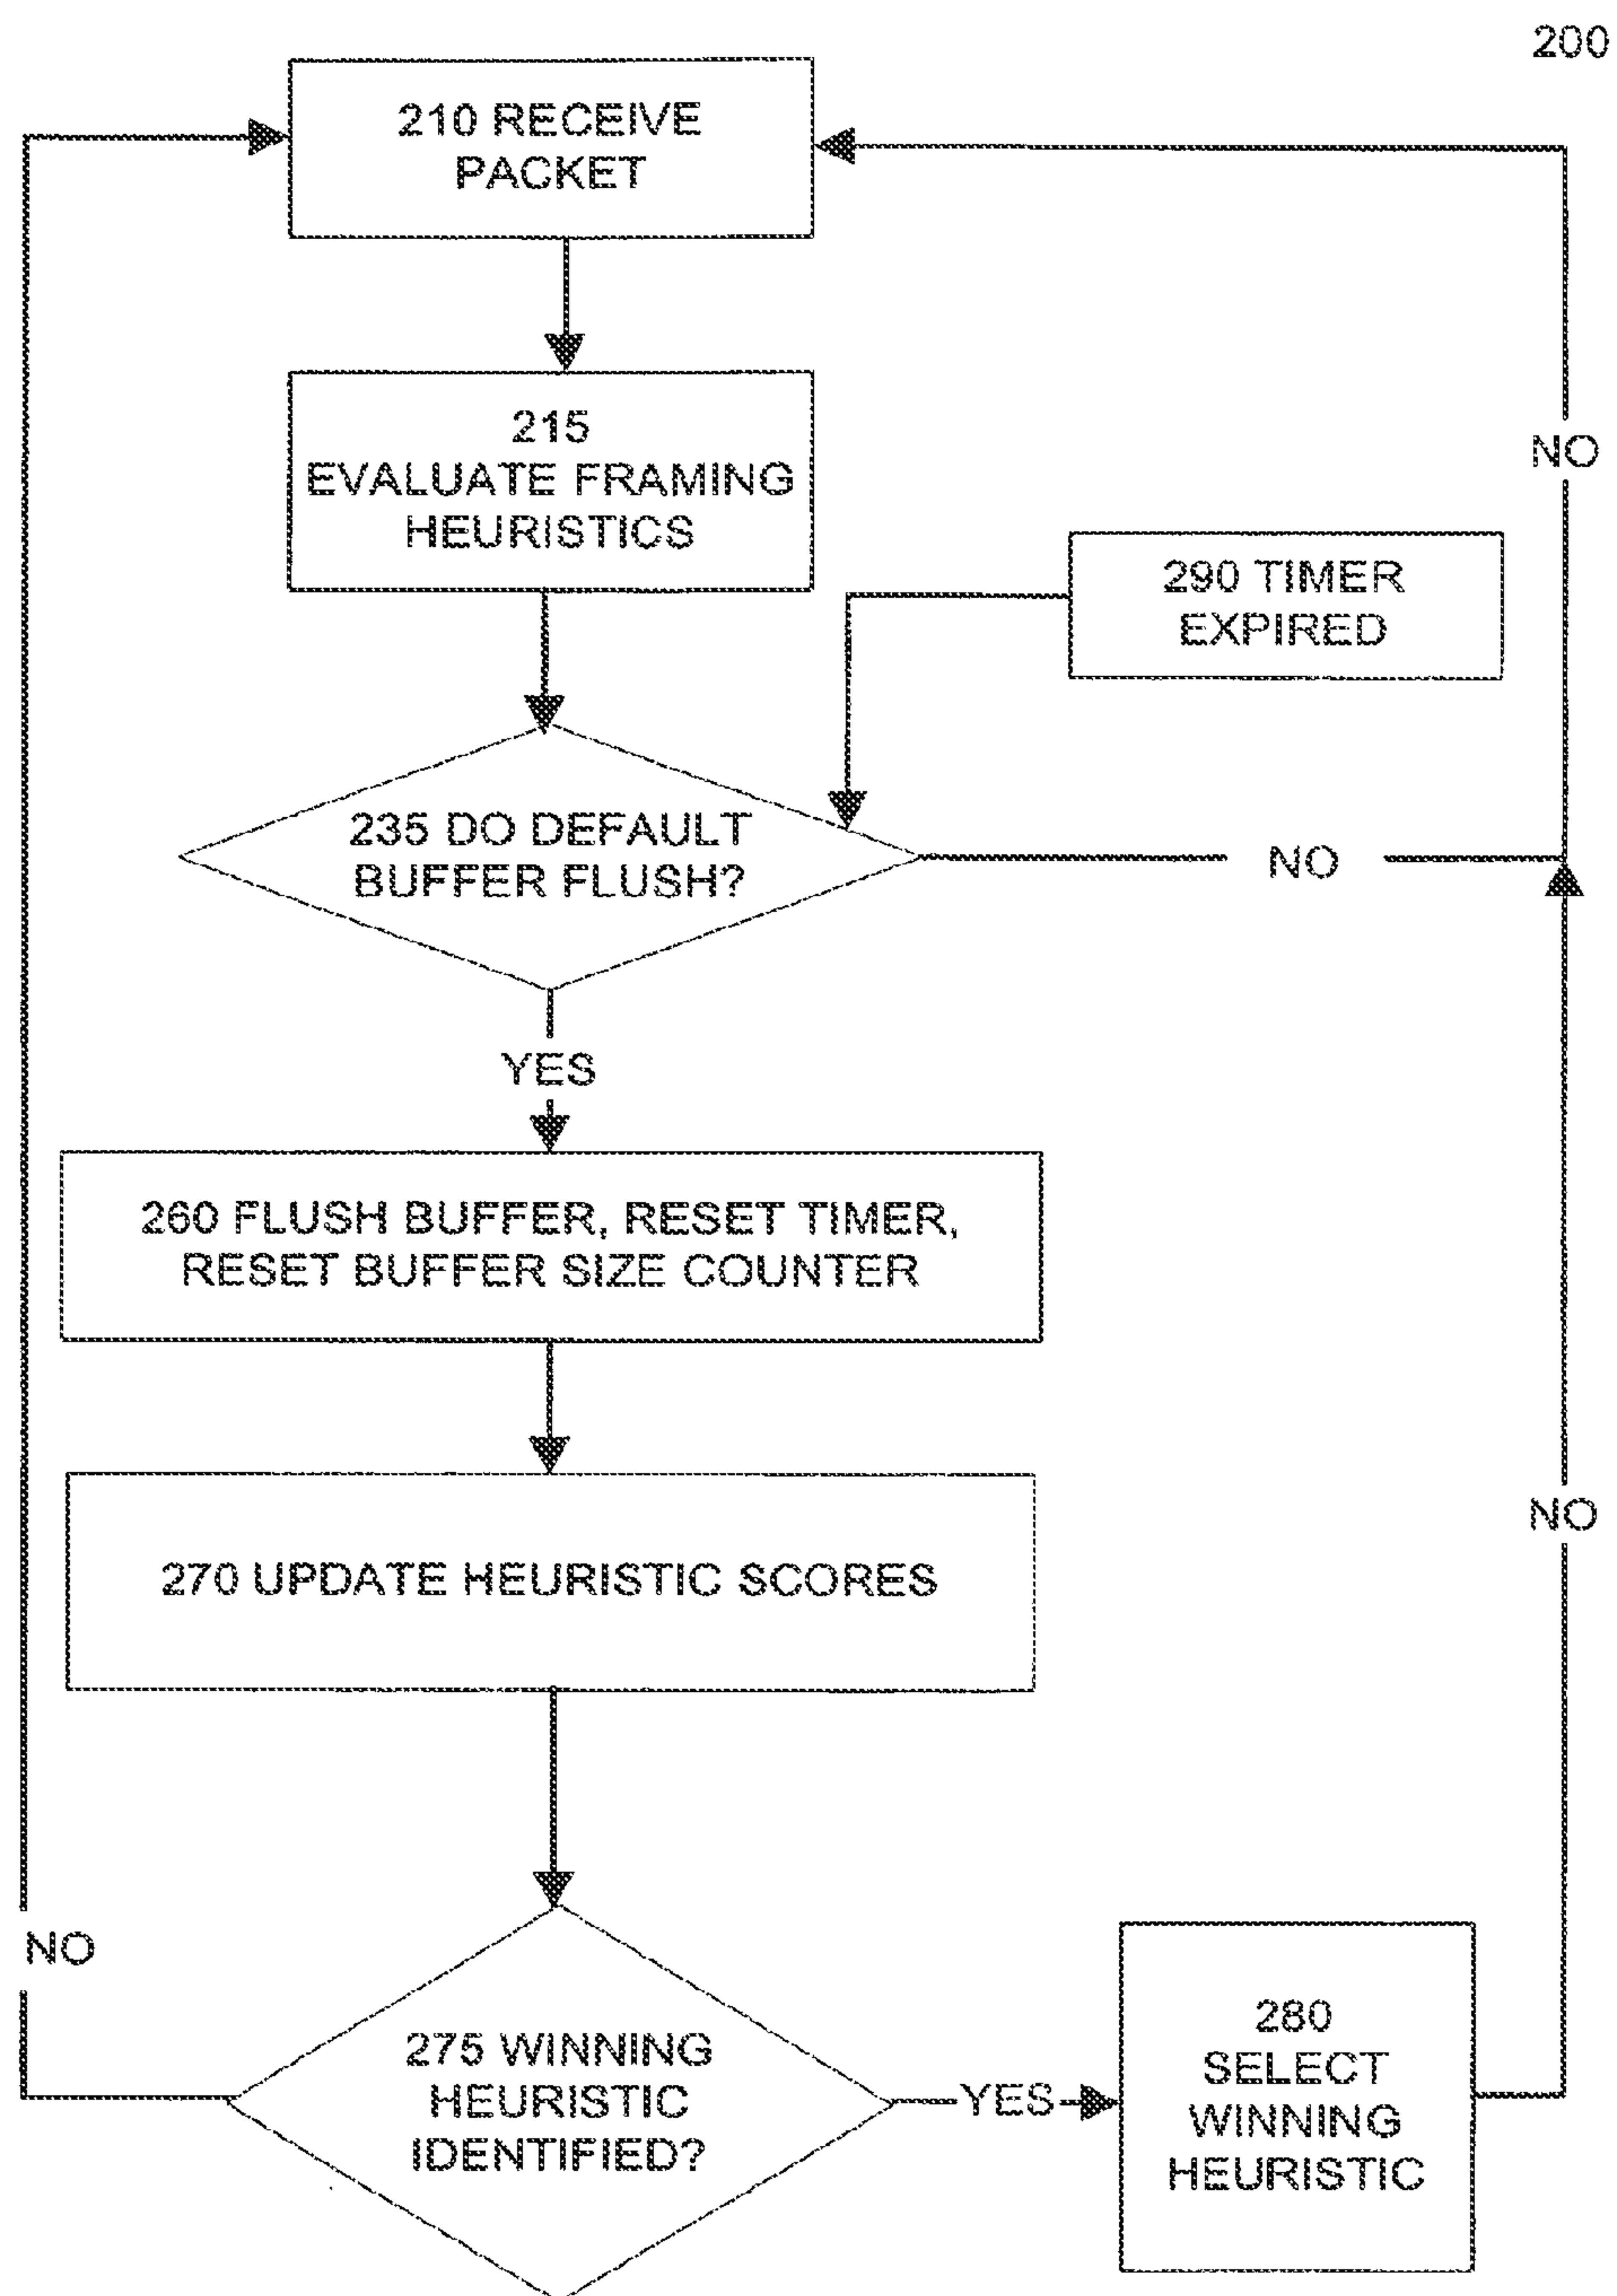 200
210 RECEIVE
PACKET
215
EVALUATE FRAMING
HEURISTICS
NO
290 TIMER
EXPIRED
235 DO DEFAULT
BUFFER FLUSH?
NO
YES
260 FLUSH BUFFER, RESET TIMER,
RESET BUFFER SIZE COUNTER
NO
270 UPDATE HEURISTIC SCORES
NO
275 WINNING
HEURISTIC
IDENTIFIED?
YES
280
SELECT
WINNING
HEURISTIC